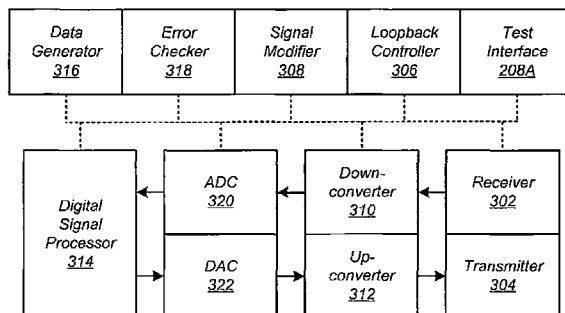 Data
Generator
316
Error
Checker
318
Signal
Modifier
308
Loopback
Controller
306
Test
Interface
208A
Digital
Signal
Processor
314
ADC
320
Down-
converter
310
Receiver
302
DAC
322
Up-
converter
312
Transmitter
304